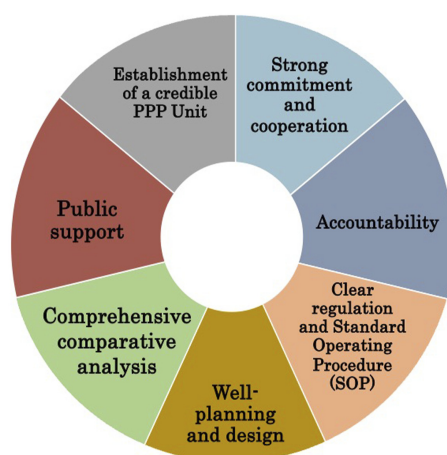 Strong
commitment
and
cooperation
Accountability
Clear
regulation
and Standard
Operating
Procedure
(SOP)
Well-
planning
and design
Comprehensive
comparative
analysis
Public
support
Establishment
of a credible
PPP Unit